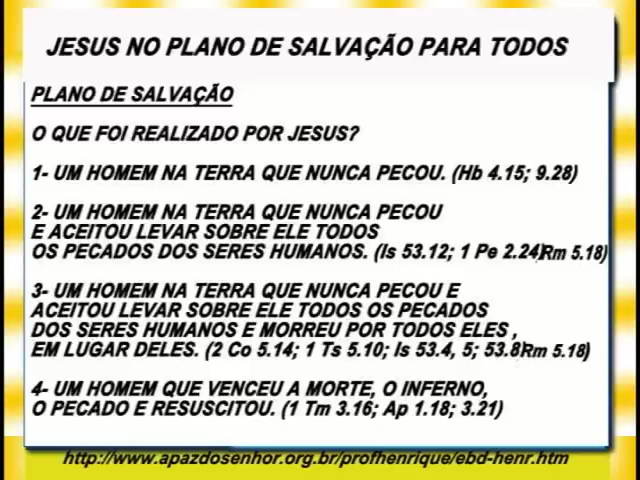 JESUS NO PLANO DE SALVAÇÃO PARA TODOS
PLANO DE SALVAÇÃO
O QUE FOI REALIZADO POR JESUS?
1- UM HOMEM NA TERRA QUE NUNCA PECOU. (Hb 4.15; 9.28)
2- UM HOMEM NA TERRA QUE NUNCA PECOU
E ACEITOU LEVAR SOBRE ELE TODOS
OS PECADOS DOS SERES HUMANOS. (Is 53.12; 1 Pe 2.24)Rm 5.18)
3- UM HOMEM NA TERRA QUE NUNCA PECOU E
ACEITOU LEVAR SOBRE ELE TODOS OS PECADOS
DOS SERES HUMANOS E MORREU POR TODOS ELES ,
EM LUGAR DELES. (2 Co 5.14; 1 Ts 5.10; Is 53.4, 5; 53.8)Rm 5.18)
4- UM HOMEM QUE VENCEU A MORTE, O INFERNO,
O PECADO E RESUSCITOU. (1 Tm 3.16; Ap 1.18; 3.21)
http://www.apazdosenhor.org.br/profhenrique/ebd-henr.htm